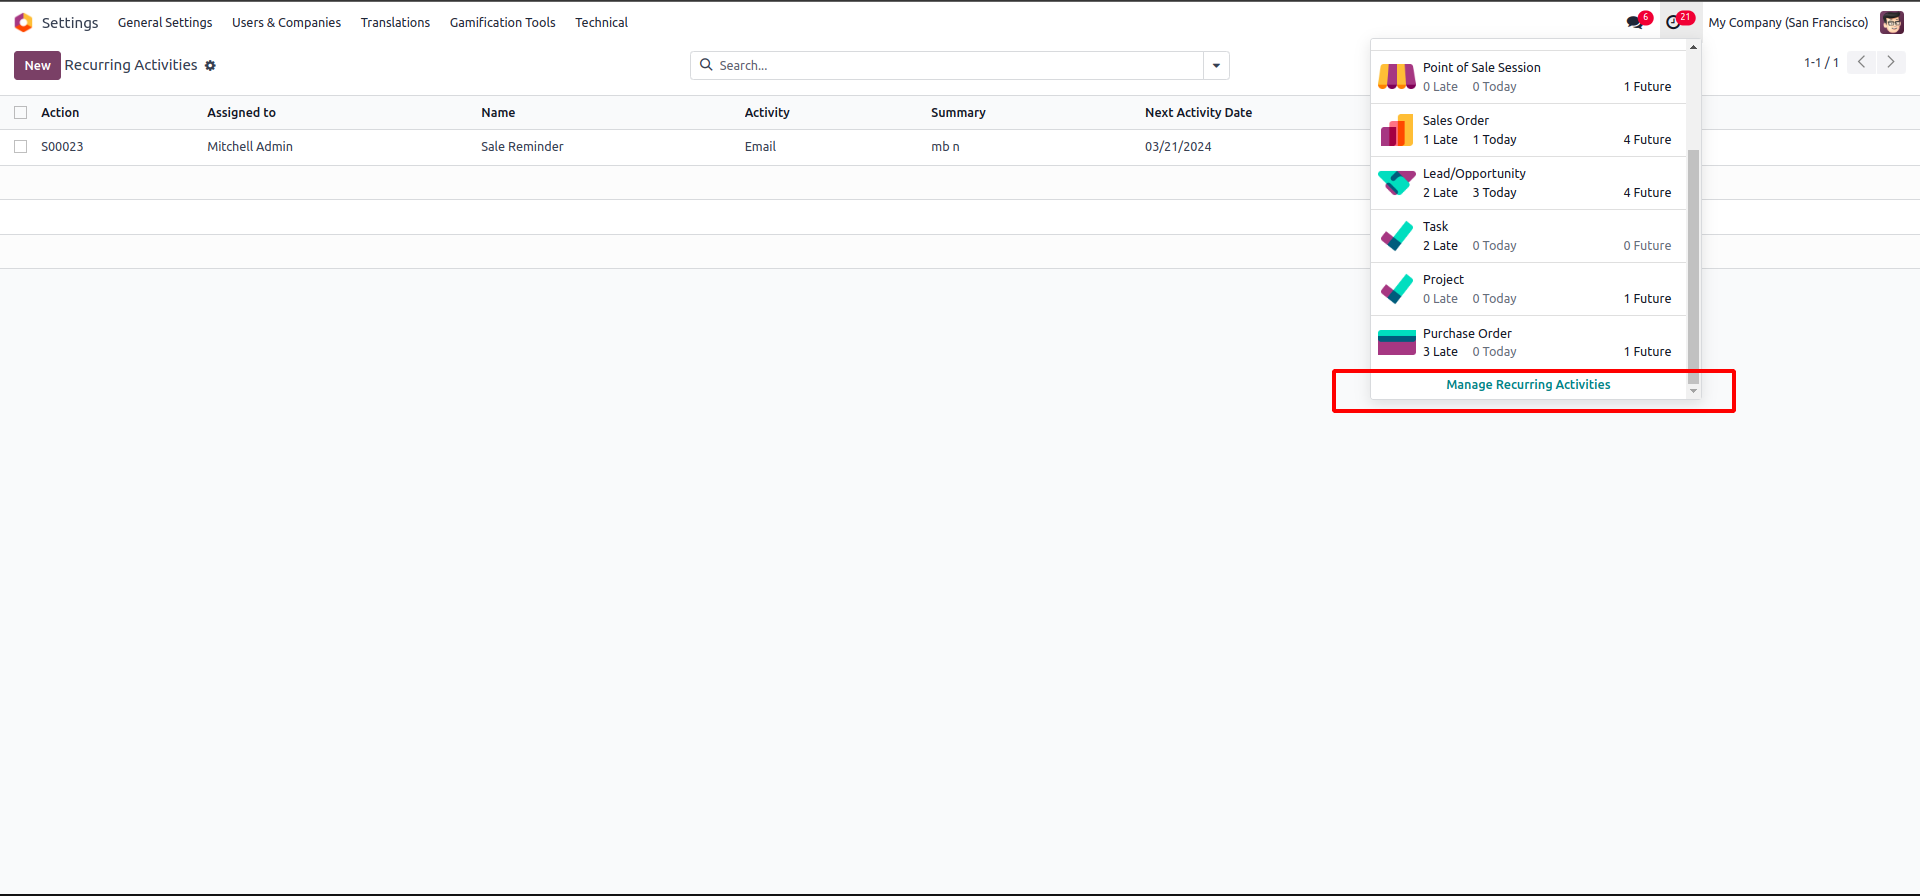 Settings General Settings Users & Companies Translations Gamification Tools Technical 6 21 My Company (San Francisco)
New Recurring Activities Search... 1-1 / 1
Action Assigned to Name Activity Summary Next Activity Date
S00023 Mitchell Admin Sale Reminder Email mb n 03/21/2024
Point of Sale Session
0 Late 0 Today 1 Future
Sales Order
1 Late 1 Today 4 Future
Lead/Opportunity
2 Late 3 Today 4 Future
Task
2 Late 0 Today 0 Future
Project
0 Late 0 Today 1 Future
Purchase Order
3 Late 0 Today 1 Future
Manage Recurring Activities